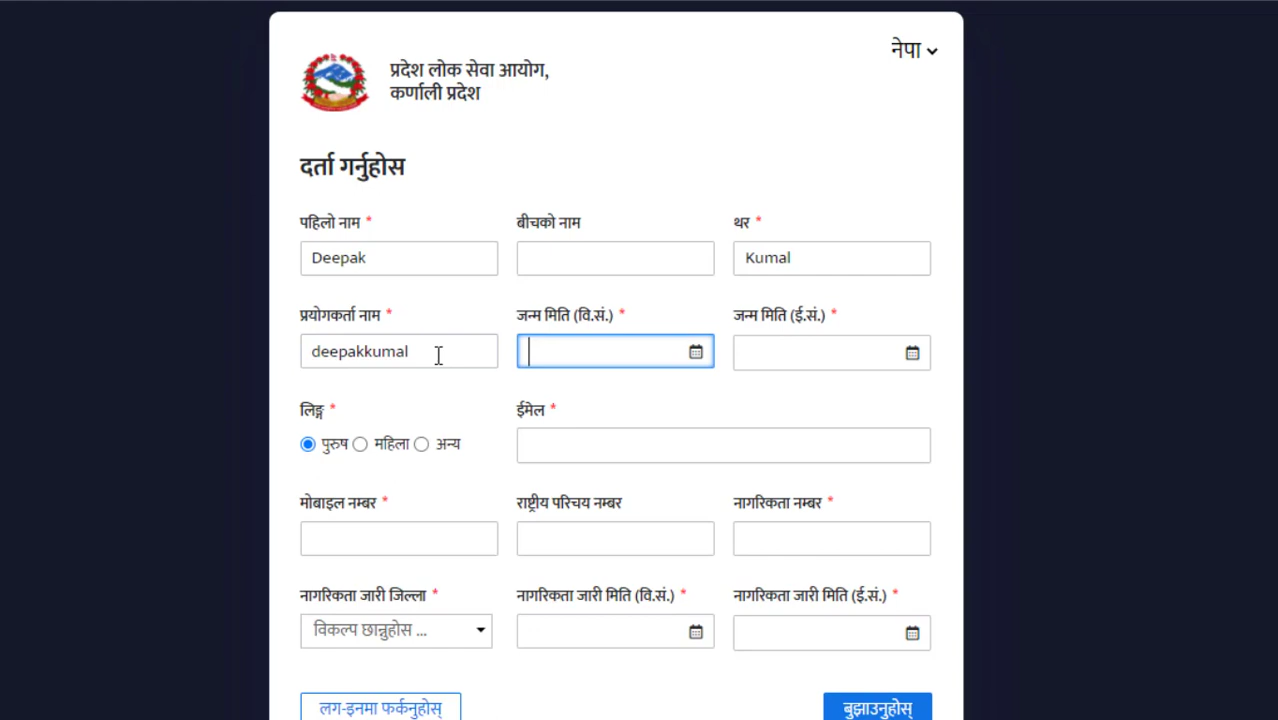 नेपा
प्रदेश लोक सेवा आयोग,
कर्णाली प्रदेश
दर्ता गर्नुहोस
पहिलो नाम *
बीचको नाम
थर *
Deepak
Kumal
प्रयोगकर्ता नाम *
जन्म मिति (वि.सं.) *
जन्म मिति (ई.सं.) *
deepakkumal
लिङ्ग *
ईमेल *
पुरुष महिला अन्य
मोबाइल नम्बर *
राष्ट्रीय परिचय नम्बर
नागरिकता नम्बर *
नागरिकता जारी जिल्ला *
नागरिकता जारी मिति (वि.सं.) *
नागरिकता जारी मिति (ई.सं.) *
विकल्प छान्नुहोस ...
लग-इनमा फर्कनुहोस्
बुझाउनुहोस्